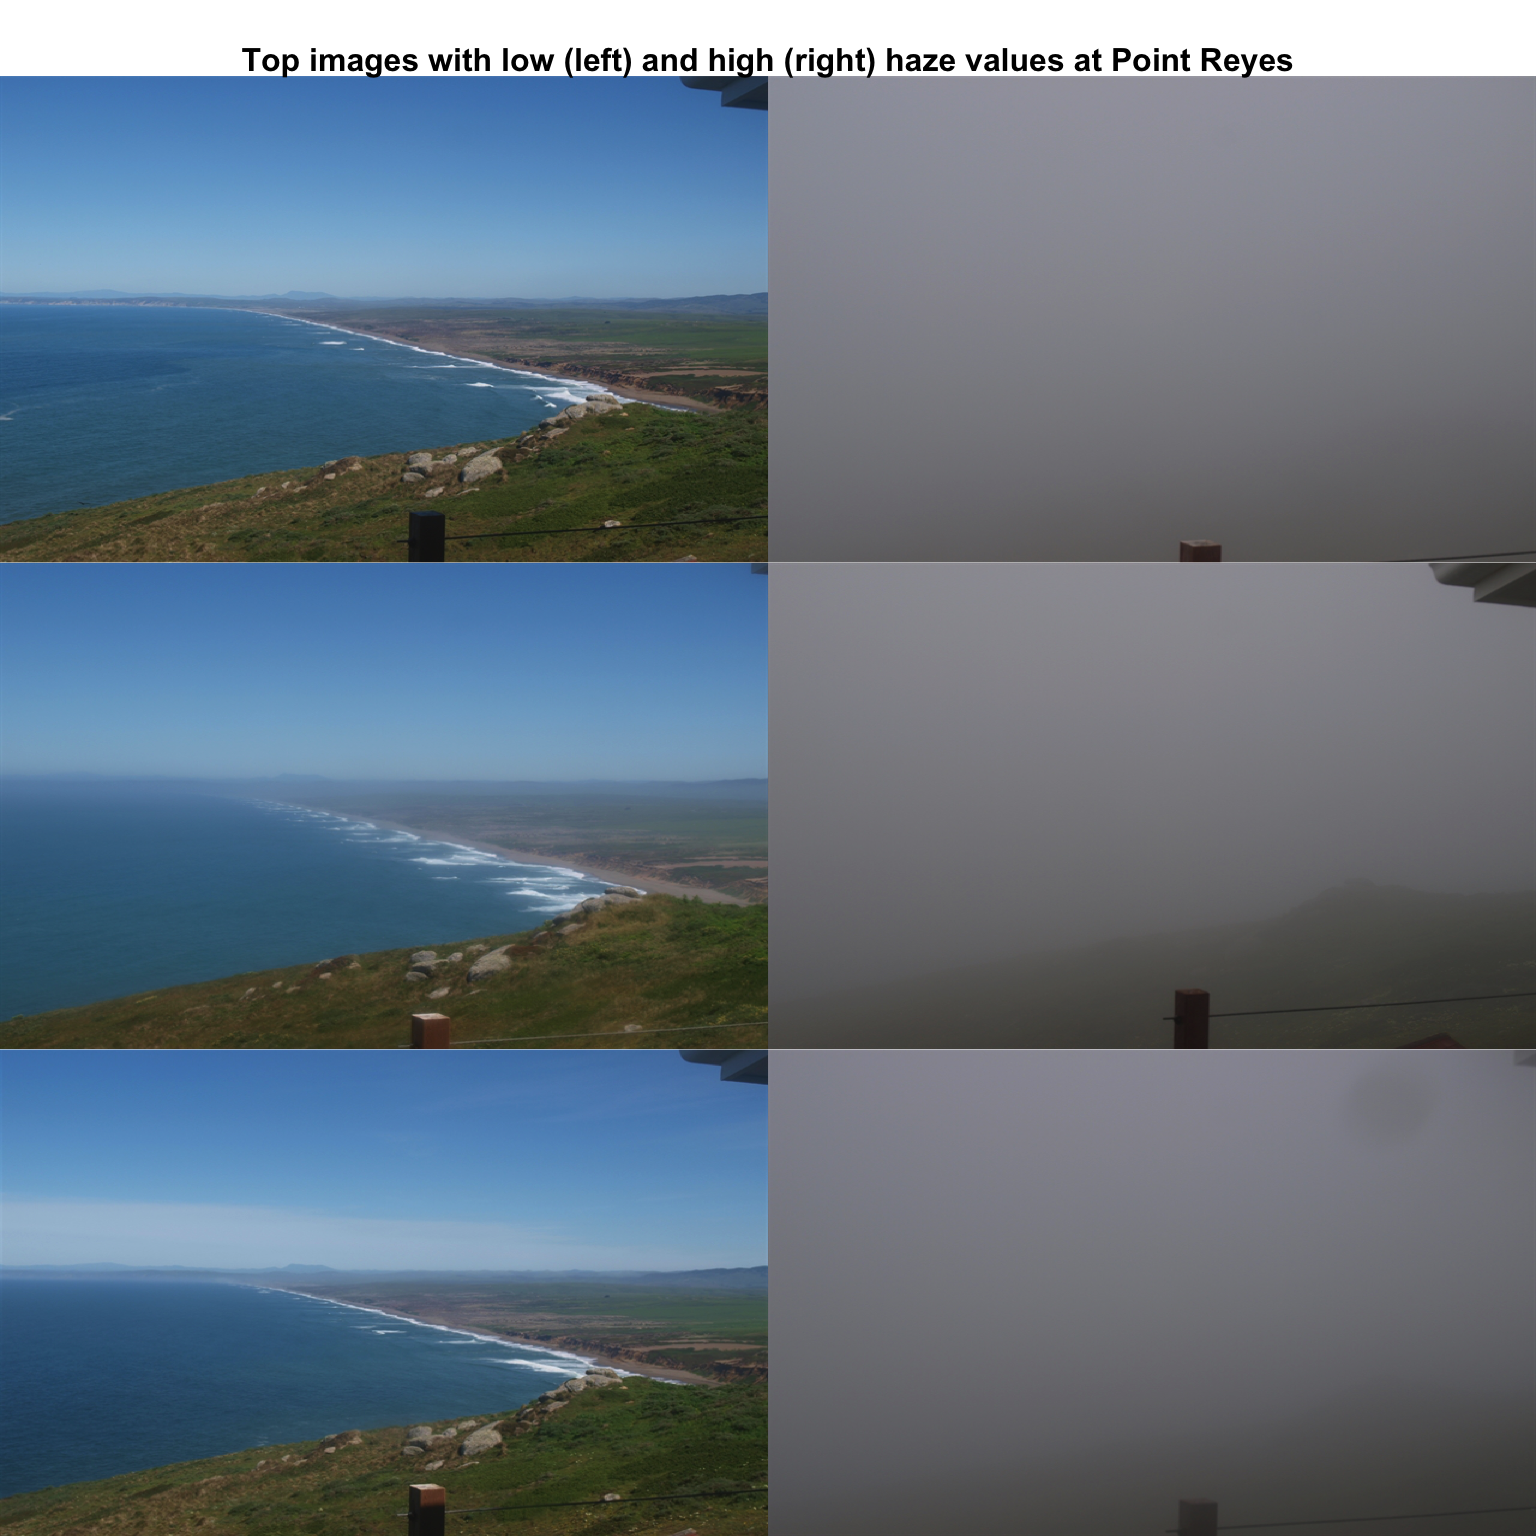 Top images with low (left) and high (right) haze values at Point Reyes